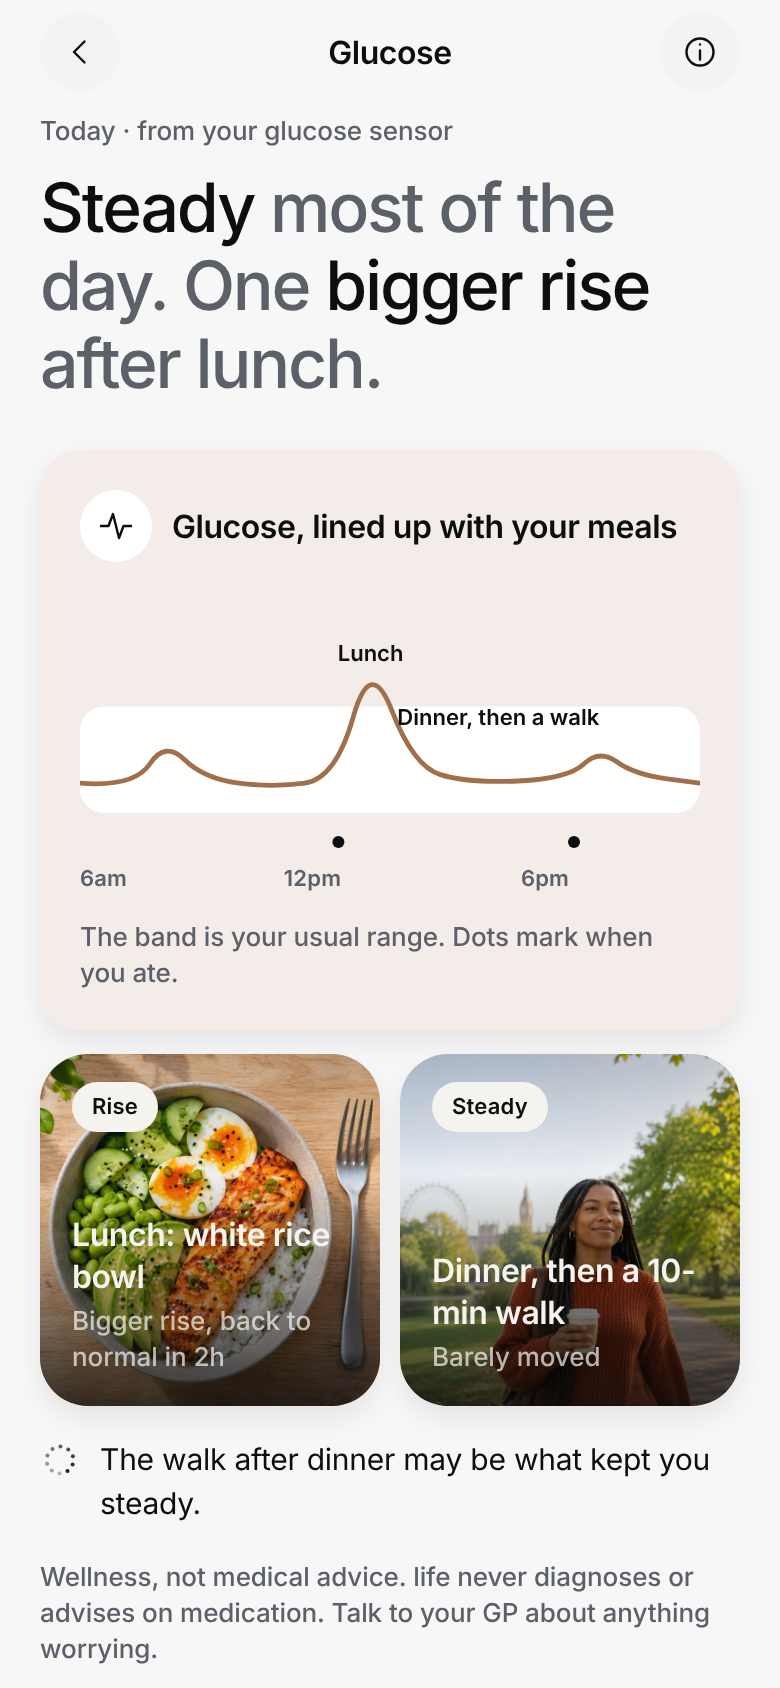 Glucose
Today · from your glucose sensor
Steady most of the
day. One bigger rise
after lunch.
Glucose, lined up with your meals
Lunch
Dinner, then a walk
6am 12pm 6pm
The band is your usual range. Dots mark when
you ate.
Rise
Lunch: white rice
bowl
Bigger rise, back to
normal in 2h
Steady
Dinner, then a 10-
min walk
Barely moved
The walk after dinner may be what kept you
steady.
Wellness, not medical advice. life never diagnoses or
advises on medication. Talk to your GP about anything
worrying.